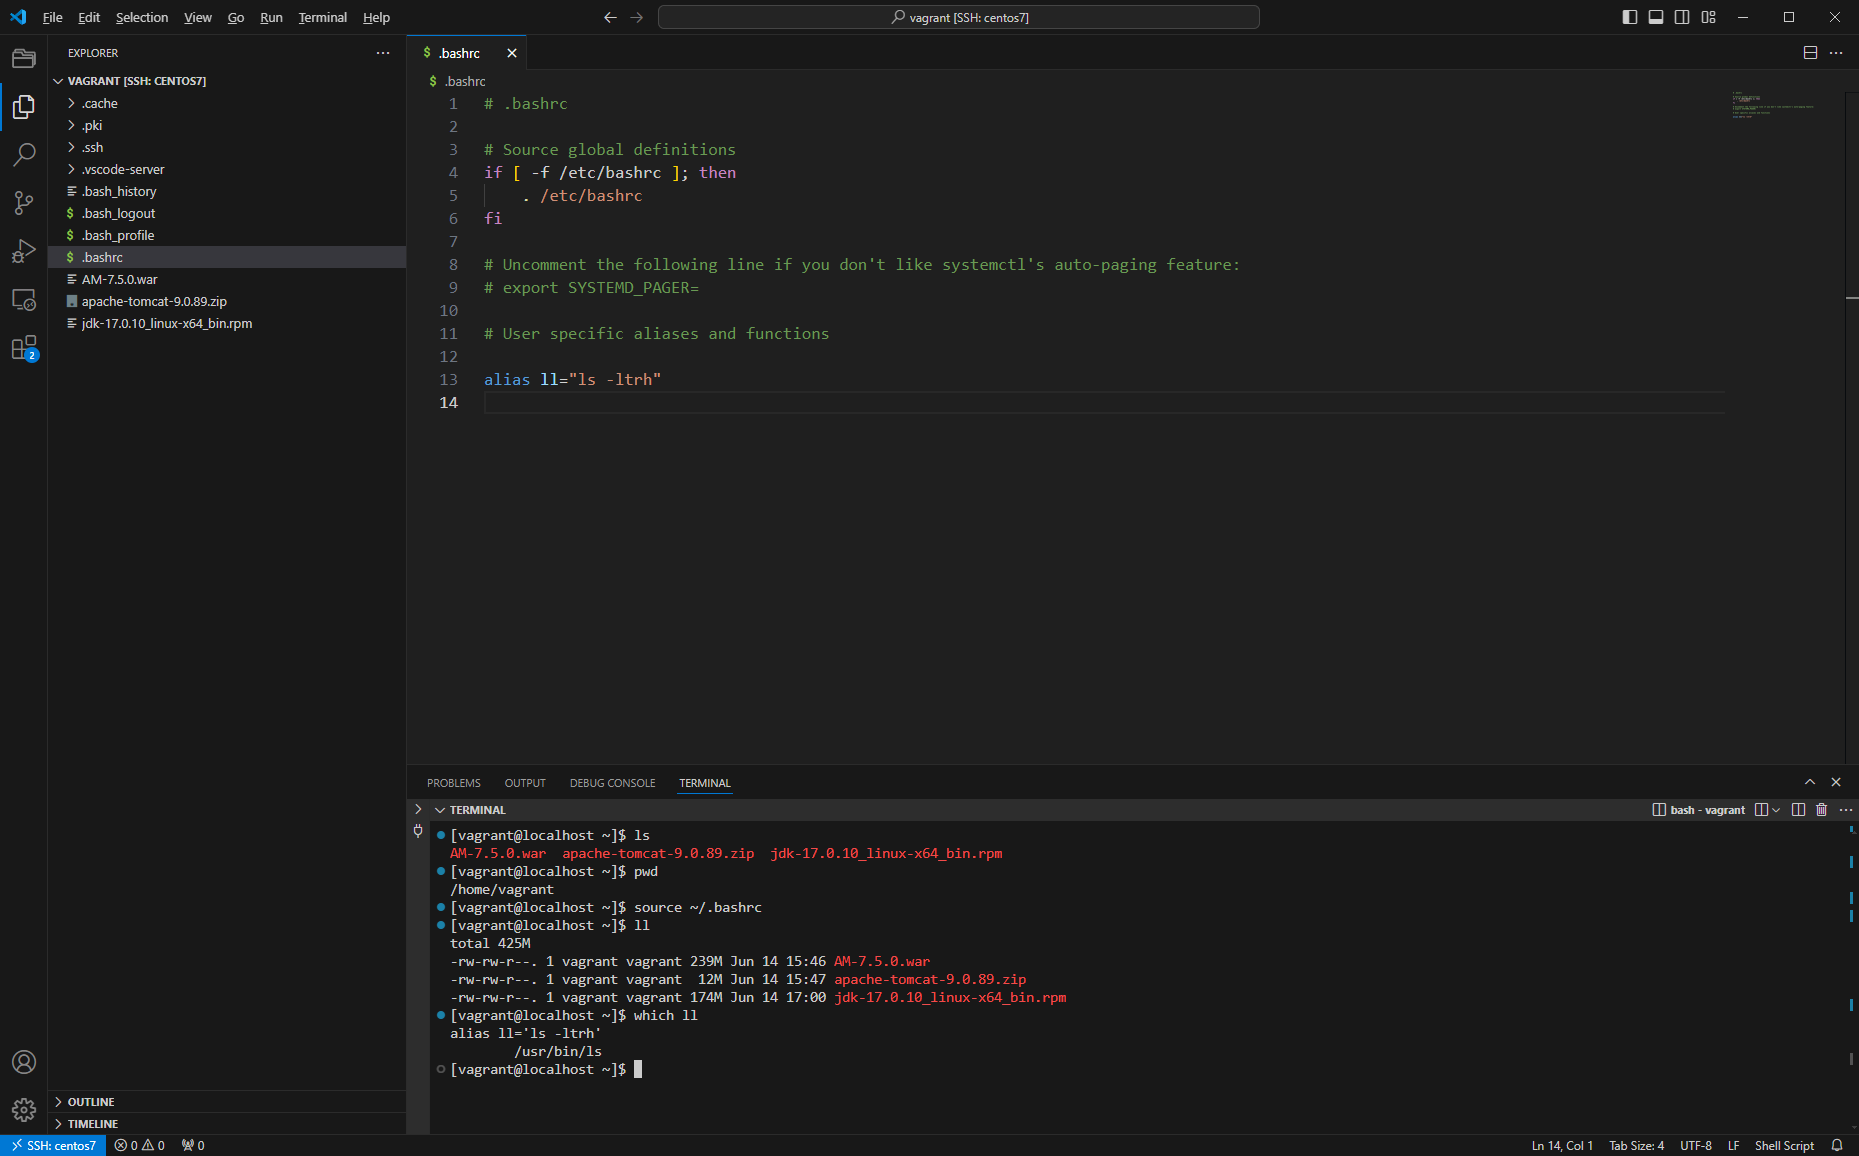 File Edit Selection View Go Run Terminal Help
vagrant [SSH: centos7]
EXPLORER
VAGRANT [SSH: CENTOS7]
.cache
.pki
.ssh
.vscode-server
.bash_history
.bash_logout
.bash_profile
.bashrc
AM-7.5.0.war
apache-tomcat-9.0.89.zip
jdk-17.0.10_linux-x64_bin.rpm
2
OUTLINE
TIMELINE
$ .bashrc
$ .bashrc
1 # .bashrc
2
3 # Source global definitions
4 if [ -f /etc/bashrc ]; then
5     . /etc/bashrc
6 fi
7
8 # Uncomment the following line if you don't like systemctl's auto-paging feature:
9 # export SYSTEMD_PAGER=
10
11 # User specific aliases and functions
12
13 alias ll="ls -ltrh"
14
PROBLEMS OUTPUT DEBUG CONSOLE TERMINAL
TERMINAL
bash - vagrant
[vagrant@localhost ~]$ ls
AM-7.5.0.war  apache-tomcat-9.0.89.zip  jdk-17.0.10_linux-x64_bin.rpm
[vagrant@localhost ~]$ pwd
/home/vagrant
[vagrant@localhost ~]$ source ~/.bashrc
[vagrant@localhost ~]$ ll
total 425M
-rw-rw-r--. 1 vagrant vagrant 239M Jun 14 15:46 AM-7.5.0.war
-rw-rw-r--. 1 vagrant vagrant  12M Jun 14 15:47 apache-tomcat-9.0.89.zip
-rw-rw-r--. 1 vagrant vagrant 174M Jun 14 17:00 jdk-17.0.10_linux-x64_bin.rpm
[vagrant@localhost ~]$ which ll
alias ll='ls -ltrh'
        /usr/bin/ls
[vagrant@localhost ~]$
SSH: centos7 0 0 0 Ln 14, Col 1 Tab Size: 4 UTF-8 LF Shell Script